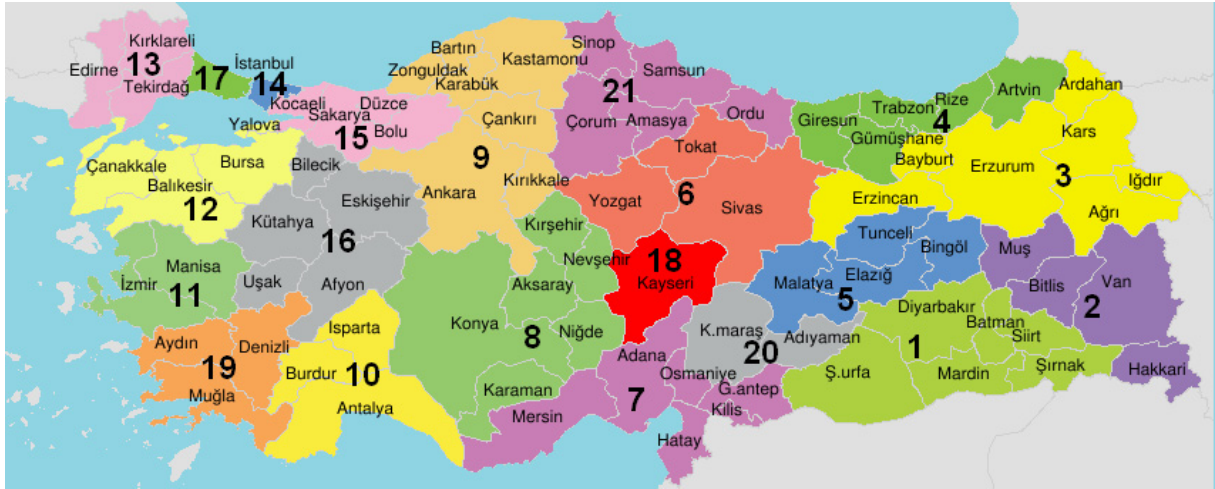 Kırklareli
Edirne
13
Tekirdağ
17
İstanbul
14
Kocaeli
Sakarya
Düzce
15
Bolu
Yalova
Bartın
Zonguldak
Karabük
Kastamonu
Çankırı
9
Ankara
Kırıkkale
Sinop
Samsun
21
Çorum
Amasya
Ordu
Tokat
6
Yozgat
Sivas
Giresun
Trabzon
Rize
Artvin
4
Gümüşhane
Bayburt
Ardahan
Kars
Erzurum
3
Iğdır
Erzincan
Ağrı
Çanakkale
Bursa
Balıkesir
12
Bilecik
Eskişehir
Kütahya
16
Uşak
Afyon
Manisa
İzmir
11
Aydın
Denizli
19
Muğla
Isparta
Burdur
10
Antalya
Kırşehir
Nevşehir
Aksaray
Konya
8
Niğde
Karaman
18
Kayseri
Tunceli
Bingöl
Malatya
Elazığ
5
Muş
Van
Bitlis
2
Hakkari
Diyarbakır
Batman
Siirt
1
Ş.urfa
Mardin
Şırnak
K.maraş
Adıyaman
20
Adana
Osmaniye
7
G.antep
Kilis
Mersin
Hatay